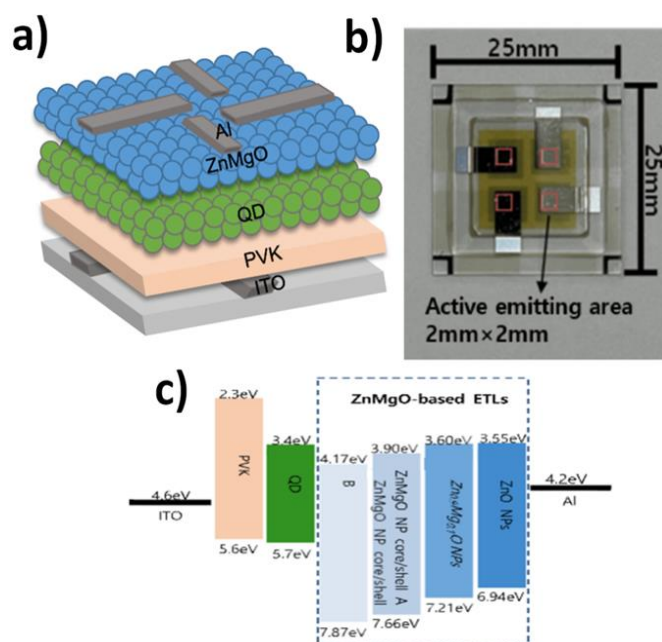 a)
Al
ZnMgO
QD
PVK
ITO
b)
25mm
25mm
Active emitting area
2mm×2mm
c)
ZnMgO-based ETLs
2.3eV
3.4eV
4.17eV
3.90eV
3.60eV
3.55eV
4.6eV
ITO
PVK
QD
B
ZnMgO NP core/shell A
ZnMgO NP core/shell
NPs
ZnO NPs
4.2eV
Al
5.6eV
5.7eV
7.87eV
7.66eV
7.21eV
6.94eV